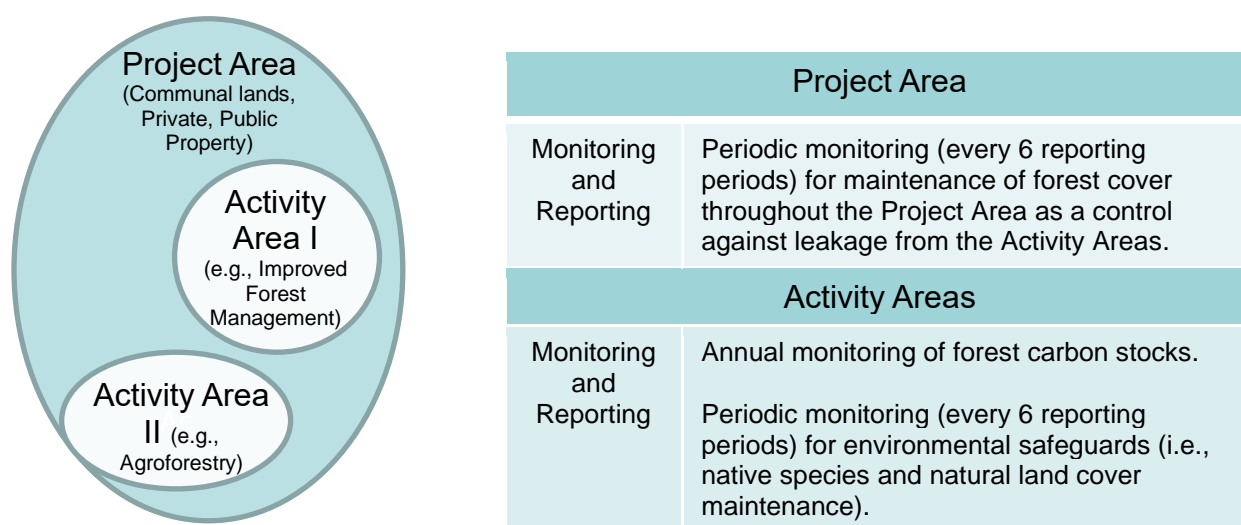 Project Area
(Communal lands,
Private, Public
Property)
Activity
Area I
(e.g., Improved
Forest
Management)
Activity Area
II (e.g.,
Agroforestry)
Project Area
Monitoring
and
Reporting
Periodic monitoring (every 6 reporting
periods) for maintenance of forest cover
throughout the Project Area as a control
against leakage from the Activity Areas.
Activity Areas
Monitoring
and
Reporting
Annual monitoring of forest carbon stocks.
Periodic monitoring (every 6 reporting
periods) for environmental safeguards (i.e.,
native species and natural land cover
maintenance).